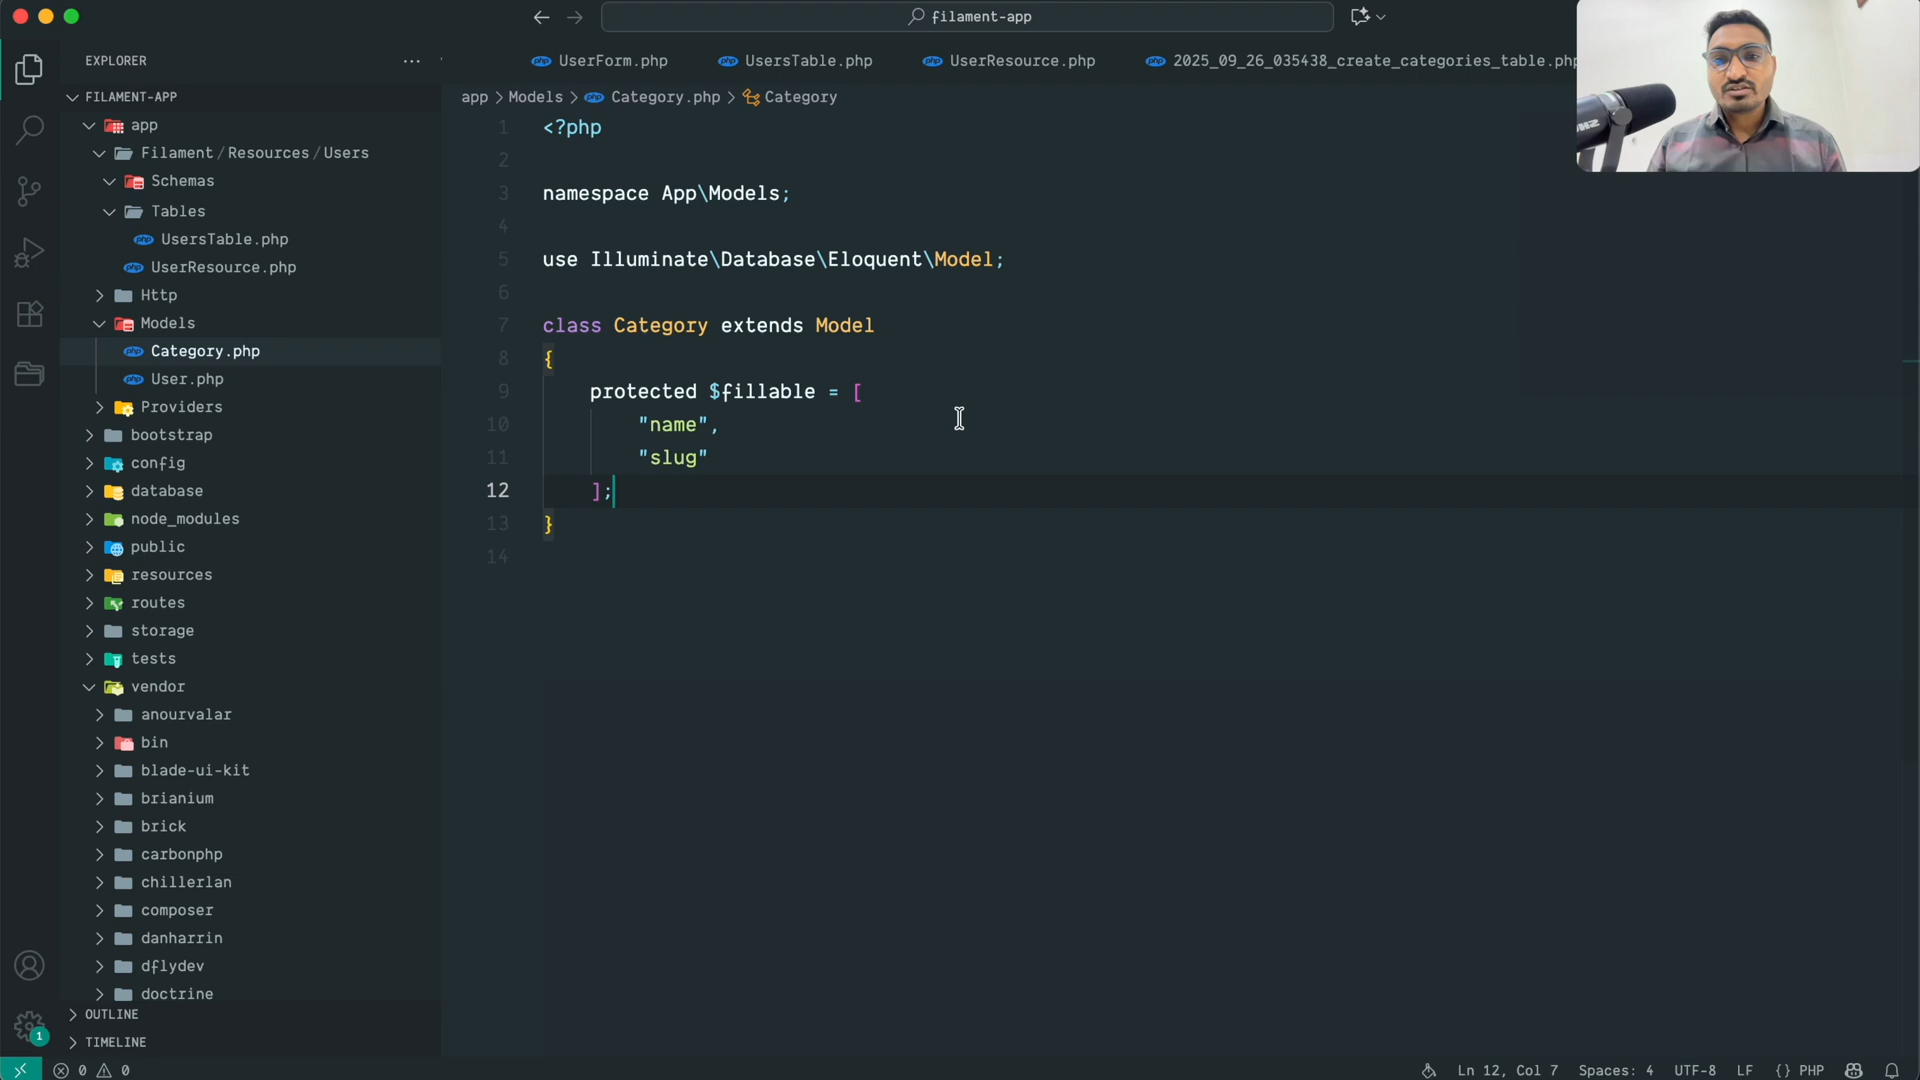 filament-app
EXPLORER
UserForm.php
UsersTable.php
UserResource.php
2025_09_26_035438_create_categories_table.php
FILAMENT-APP
app > Models > Category.php > Category
app
Filament / Resources / Users
Schemas
Tables
UsersTable.php
UserResource.php
Http
Models
Category.php
User.php
Providers
bootstrap
config
database
node_modules
public
resources
routes
storage
tests
vendor
anourvalar
bin
blade-ui-kit
brianium
brick
carbonphp
chillerlan
composer
danharrin
dflydev
doctrine
OUTLINE
TIMELINE
1 <?php
2
3 namespace App\Models;
4
5 use Illuminate\Database\Eloquent\Model;
6
7 class Category extends Model
8 {
9 protected $fillable = [
10 "name",
11 "slug"
12 ];
13 }
14
1
0 0
Ln 12, Col 7
Spaces: 4
UTF-8
LF
{} PHP